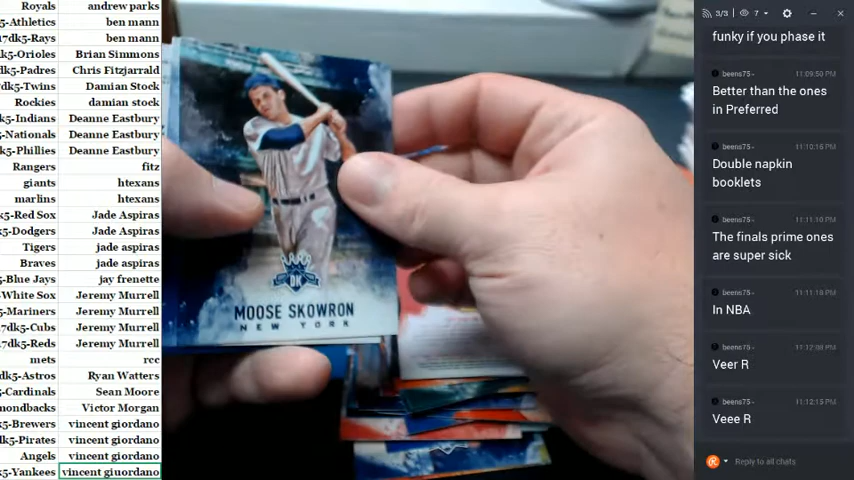 Royals andrew parks
5-Athletics ben mann
17dk5-Rays ben mann
dk5-Orioles Brian Simmons
dk5-Padres Chris Fitzjarrald
7dk5-Twins Damian Stock
Rockies damian stock
k5-Indians Deanne Eastbury
5-Nationals Deanne Eastbury
k5-Phillies Deanne Eastbury
Rangers fitz
giants htexans
marlins htexans
k5-Red Sox Jade Aspiras
k5-Dodgers Jade Aspiras
Tigers jade aspiras
Braves jade aspiras
5-Blue Jays jay frenette
-White Sox Jeremy Murrell
5-Mariners Jeremy Murrell
17dk5-Cubs Jeremy Murrell
7dk5-Reds Jeremy Murrell
mets rcc
k5-Astros Ryan Watters
5-Cardinals Sean Moore
mondbacks Victor Morgan
k5-Brewers vincent giordano
dk5-Pirates vincent giordano
Angels vincent giordano
k5-Yankees vincent giuordano
DK
MOOSE SKOWRON
NEW YORK
3/3 7
funky if you phase it
beens75- 11:09:50 PM
Better than the ones
in Preferred
beens75- 11:10:16 PM
Double napkin
booklets
beens75- 11:11:10 PM
The finals prime ones
are super sick
beens75- 11:11:18 PM
In NBA
beens75- 11:12:08 PM
Veer R
beens75- 11:12:15 PM
Veee R
Reply to all chats